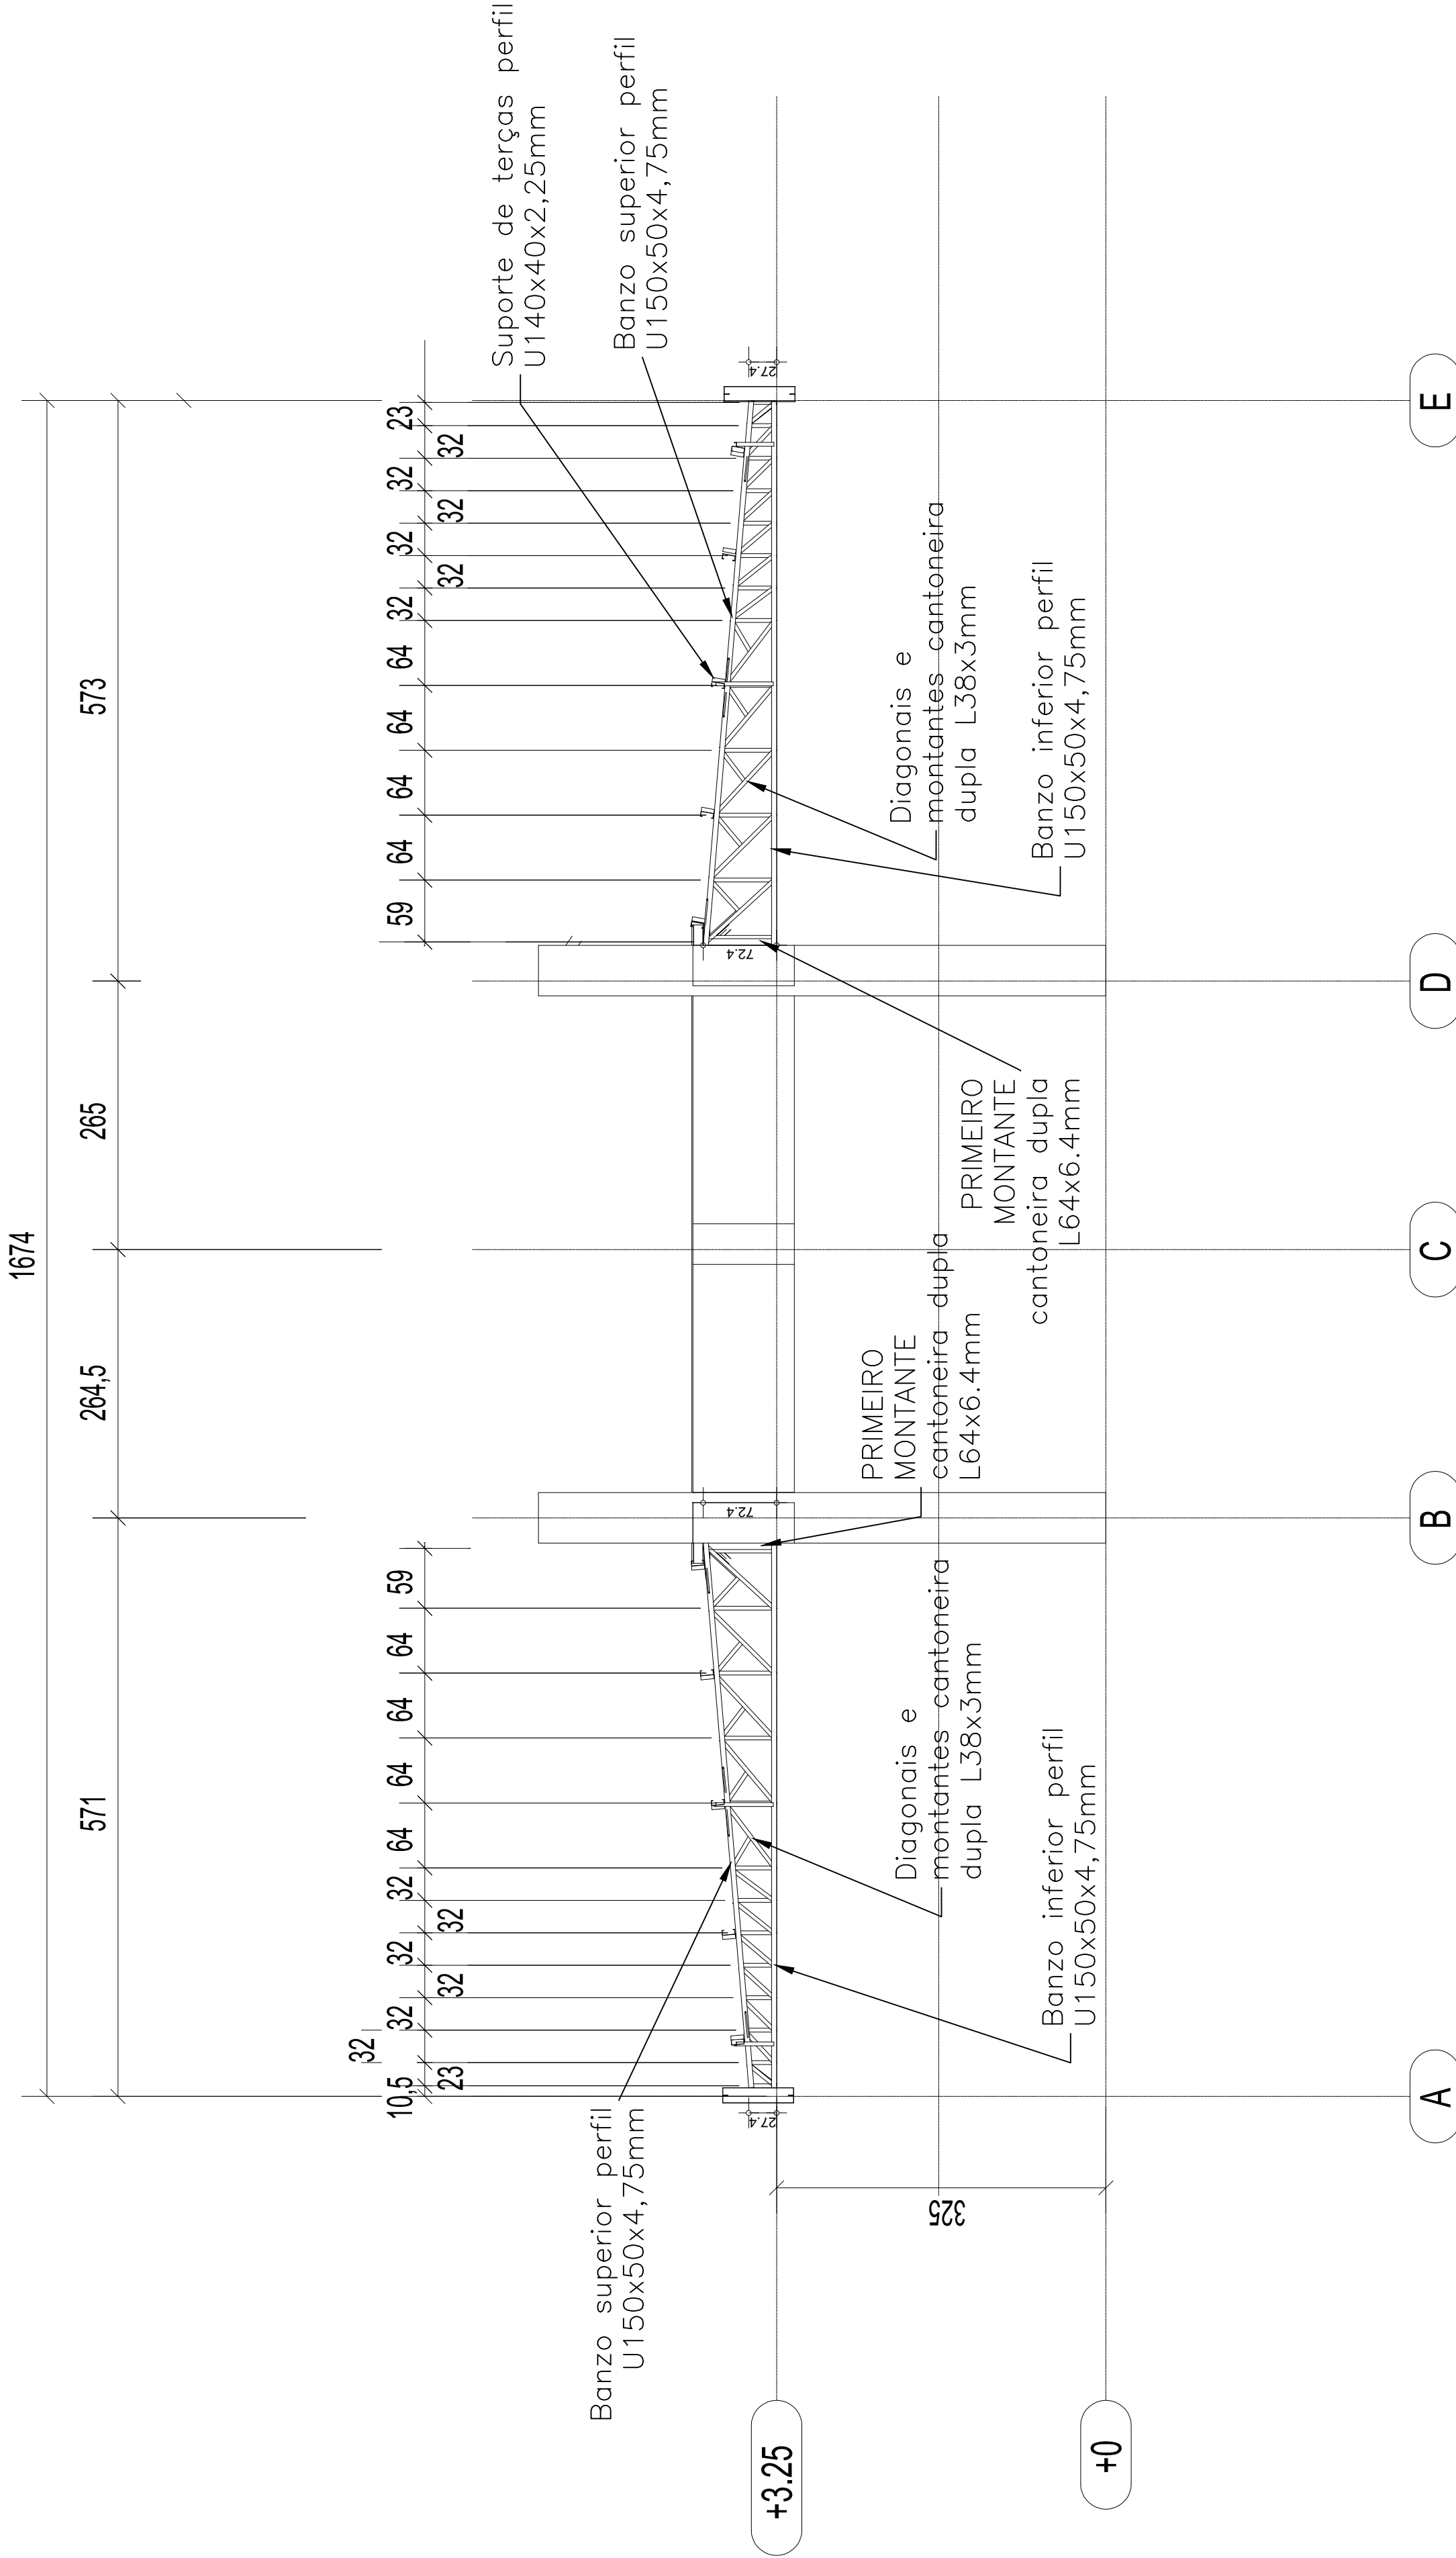 1674
571
264,5
265
573
10,5
23
32
32
32
32
32
32
64
64
64
64
59
59
64
64
64
64
32
32
32
32
32
32
23
Suporte de terças perfil
U140x40x2,25mm
Banzo superior perfil
U150x50x4,75mm
Banzo superior perfil
U150x50x4,75mm
27.4
72.4
72.4
27.4
325
PRIMEIRO
MONTANTE
cantoneira dupla
L64x6.4mm
Diagonais e
montantes cantoneira
dupla L38x3mm
Diagonais e
montantes cantoneira
dupla L38x3mm
PRIMEIRO
MONTANTE
cantoneira dupla
L64x6.4mm
Banzo inferior perfil
U150x50x4,75mm
Banzo inferior perfil
U150x50x4,75mm
+3.25
+0
A
B
C
D
E